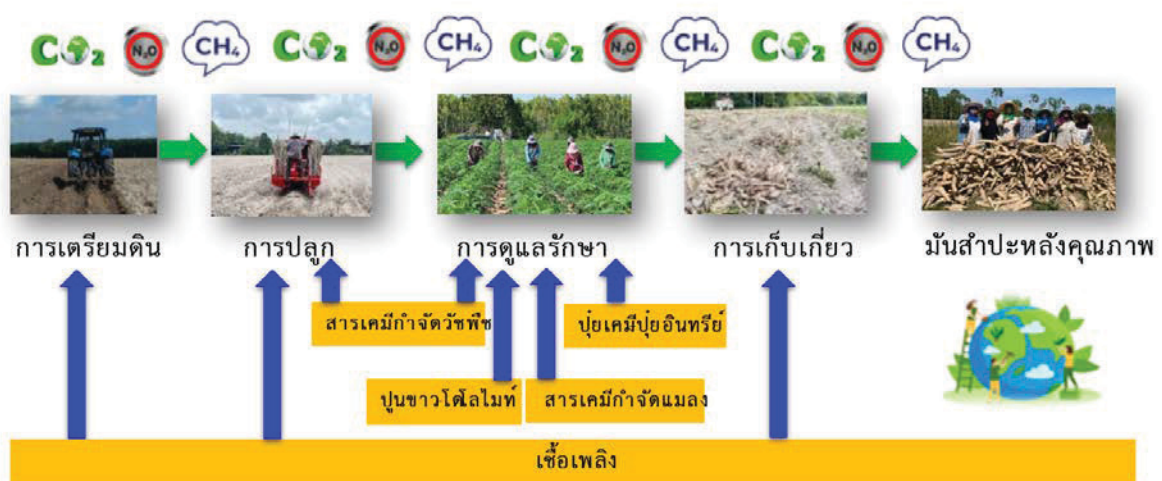 CO2 N2O CH4 CO2 N2O CH4 CO2 N2O CH4 CO2 N2O CH4
การเตรียมดิน การปลูก การดูแลรักษา การเก็บเกี่ยว มันสำปะหลังคุณภาพ
สารเคมีกำจัดวัชพืช ปุ๋ยเคมีปุ๋ยอินทรีย์
ปูนขาวโดโลไมท์ สารเคมีกำจัดแมลง
เชื้อเพลิง